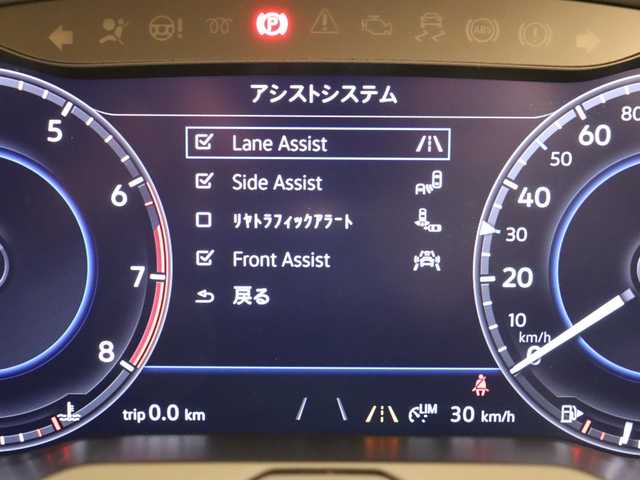 (P)
ABS
アシストシステム
Lane Assist
Side Assist
リヤトラフィックアラート
Front Assist
戻る
5
6
7
8
80
60
50
40
30
20
10
km/h
0
trip 0.0 km
LIM
30 km/h